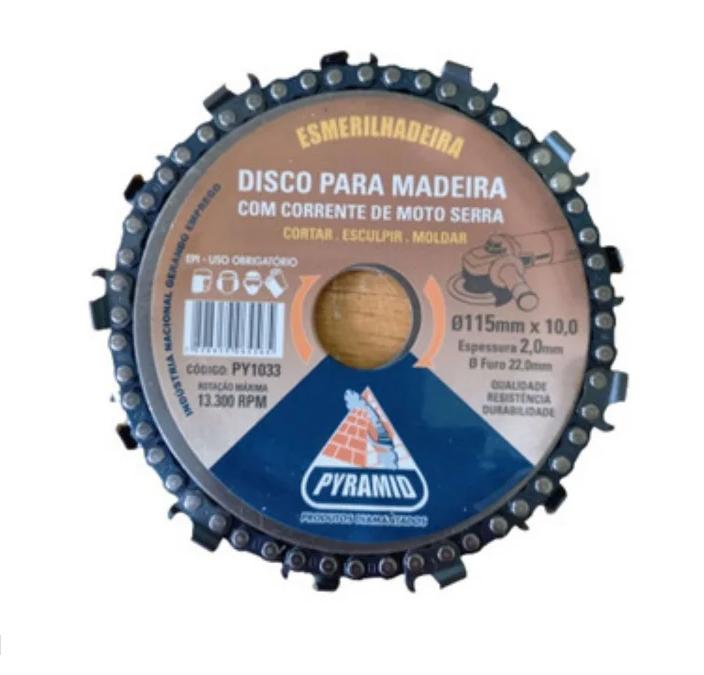 ESMERILHADEIRA
DISCO PARA MADEIRA
COM CORRENTE DE MOTO SERRA
CORTAR . ESCULPIR . MOLDAR
INDÚSTRIA NACIONAL GERANDO EMPREGO
EPI - USO OBRIGATÓRIO
CÓDIGO: PY1033
ROTAÇÃO MÁXIMA
13.300 RPM
Ø115mm x 10,0
Espessura 2,0mm
Ø Furo 22.0mm
QUALIDADE
RESISTÊNCIA
DURABILIDADE
PYRAMID
PRODUTOS DIAMANTADOS